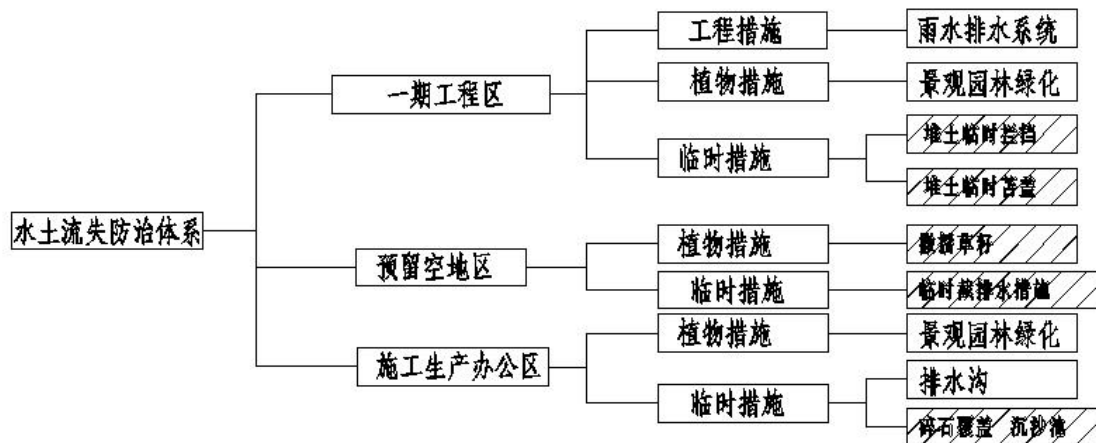 工程措施
雨水排水系统
一期工程区
植物措施
景观园林绿化
临时措施
堆土临时拦挡
堆土临时苫盖
水土流失防治体系
预留空地区
植物措施
撒播草籽
临时措施
临时截排水措施
施工生产办公区
植物措施
景观园林绿化
临时措施
排水沟
碎石覆盖 沉沙池